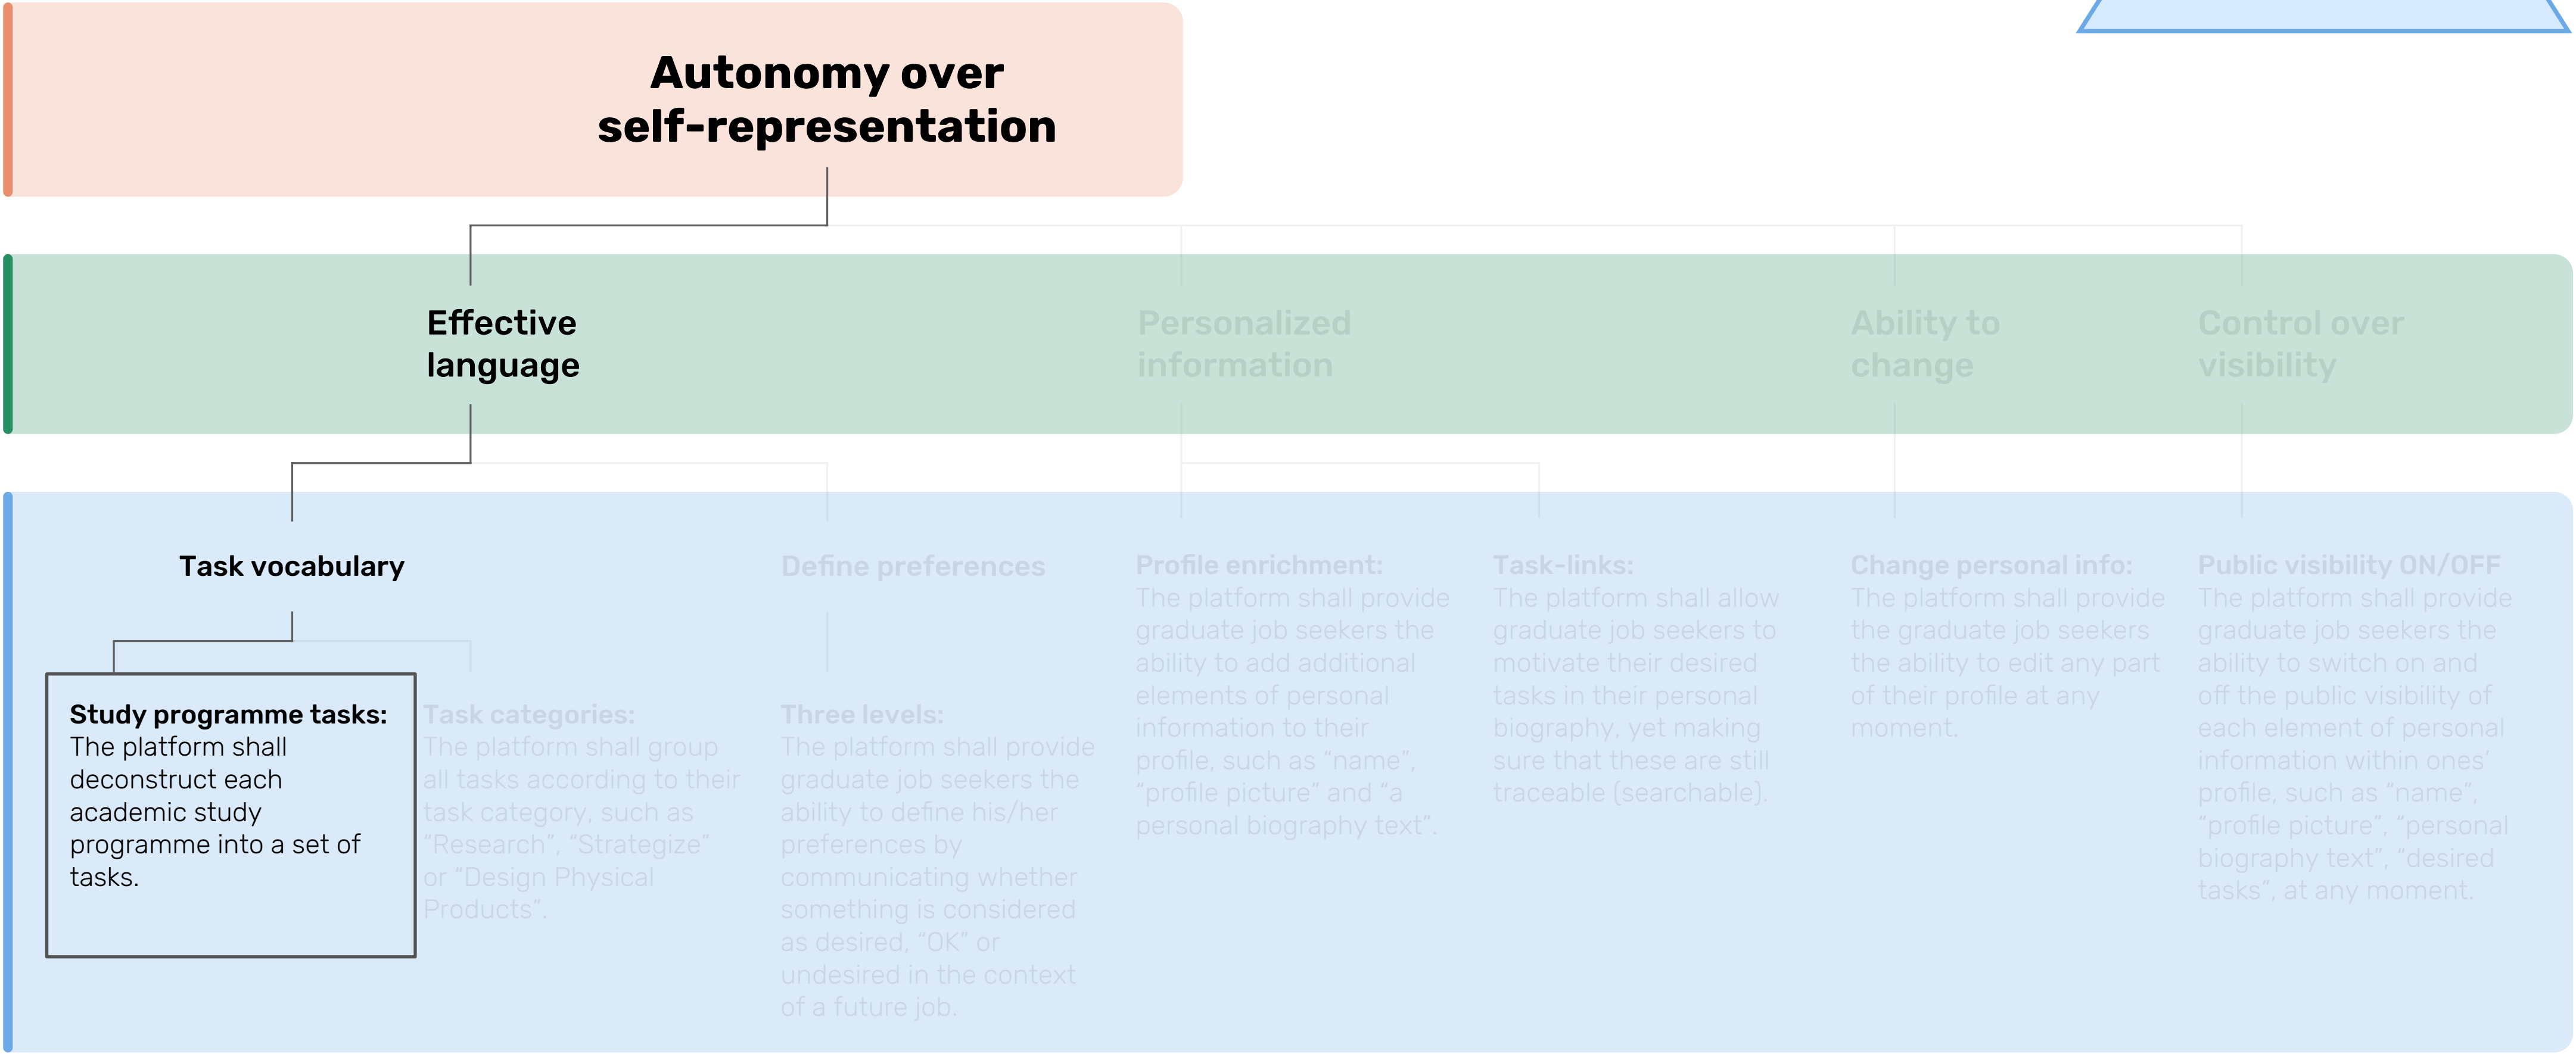 Autonomy over
self-representation
Effective
language
Personalized
information
Ability to
change
Control over
visibility
Task vocabulary
Define preferences
Study programme tasks:
The platform shall
deconstruct each
academic study
programme into a set of
tasks.
Task categories:
The platform shall group
all tasks according to their
task category, such as
“Research”, “Strategize”
or “Design Physical
Products”.
Three levels:
The platform shall provide
graduate job seekers the
ability to define his/her
preferences by
communicating whether
something is considered
as desired, “OK” or
undesired in the context
of a future job.
Profile enrichment:
The platform shall provide
graduate job seekers the
ability to add additional
elements of personal
information to their
profile, such as “name”,
“profile picture” and “a
personal biography text”.
Task-links:
The platform shall allow
graduate job seekers to
motivate their desired
tasks in their personal
biography, yet making
sure that these are still
traceable (searchable).
Change personal info:
The platform shall provide
the graduate job seekers
the ability to edit any part
of their profile at any
moment.
Public visibility ON/OFF
The platform shall provide
graduate job seekers the
ability to switch on and
off the public visibility of
each element of personal
information within ones’
profile, such as “name”,
“profile picture”, “personal
biography text”, “desired
tasks”, at any moment.